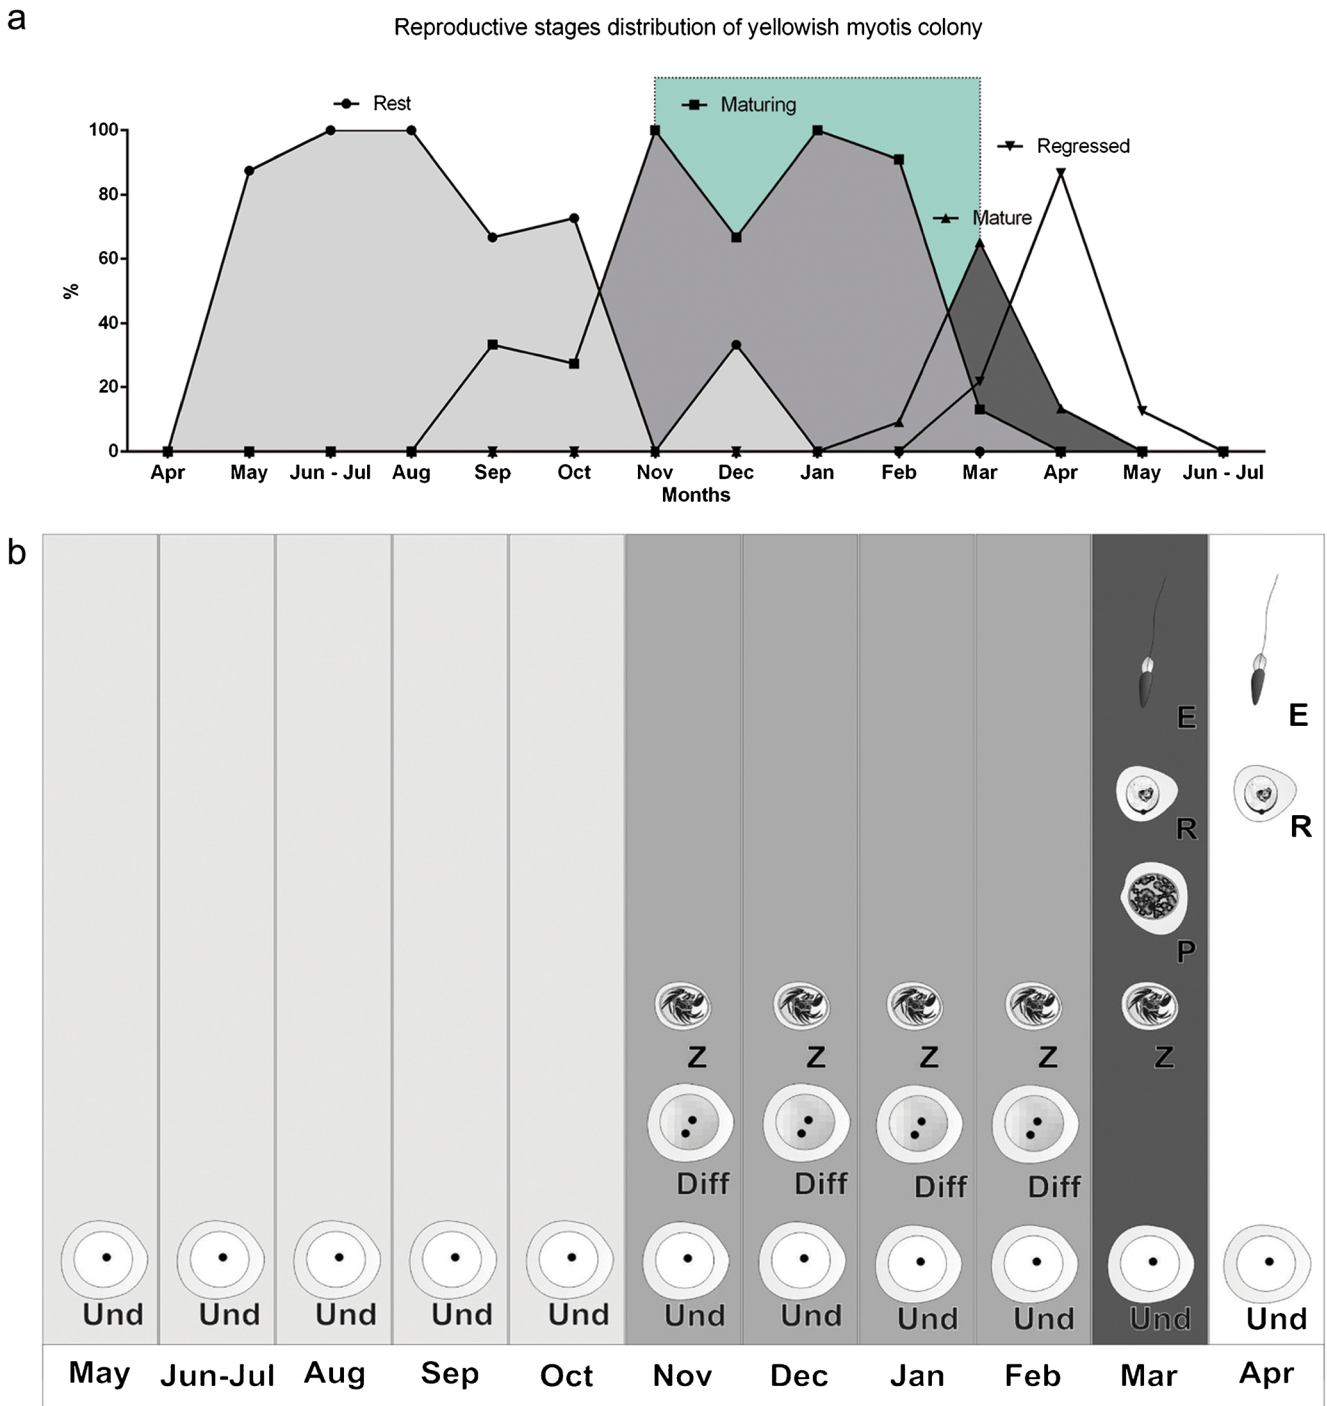 a
Reproductive stages distribution of yellowish myotis colony
Rest
Maturing
Regressed
Mature
100
80
60
40
20
0
%
Apr May Jun - Jul Aug Sep Oct Nov Dec Jan Feb Mar Apr May Jun - Jul
Months
b
E E
R R
P
Z Z Z Z Z
Diff Diff Diff Diff
Und Und Und Und Und Und Und Und Und Und Und
May Jun-Jul Aug Sep Oct Nov Dec Jan Feb Mar Apr